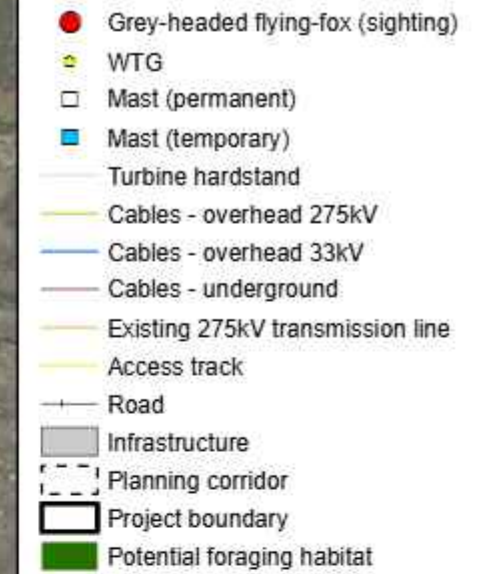 Grey-headed flying-fox (sighting)
WTG
Mast (permanent)
Mast (temporary)
Turbine hardstand
Cables - overhead 275kV
Cables - overhead 33kV
Cables - underground
Existing 275kV transmission line
Access track
Road
Infrastructure
Planning corridor
Project boundary
Potential foraging habitat